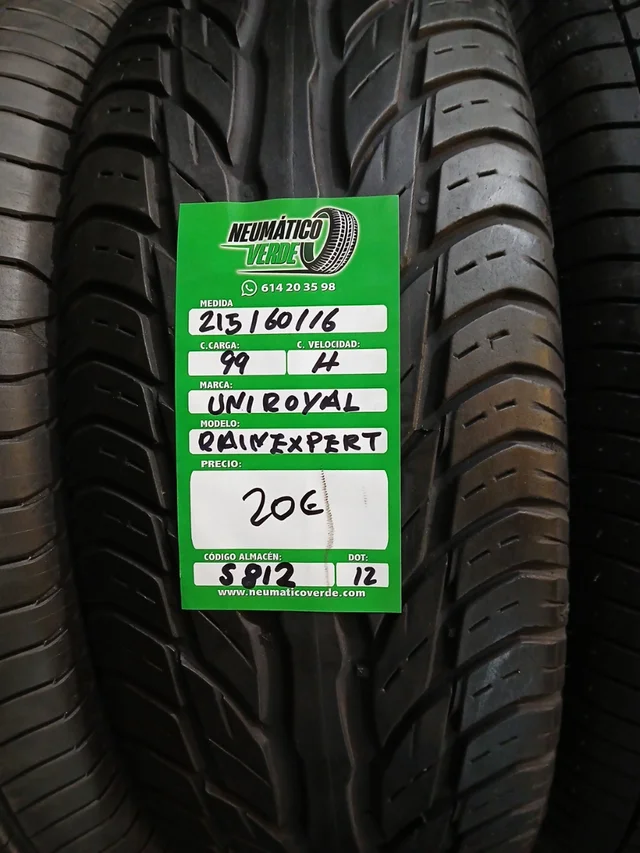 NEUMÁTICO
VERDE
614 20 35 98
MEDIDA
215/60/16
C.CARGA: C. VELOCIDAD:
99 H
MARCA:
UNIROYAL
MODELO:
RAINEXPERT
PRECIO:
20€
CÓDIGO ALMACÉN: DOT:
S812 12
www.neumaticoverde.com